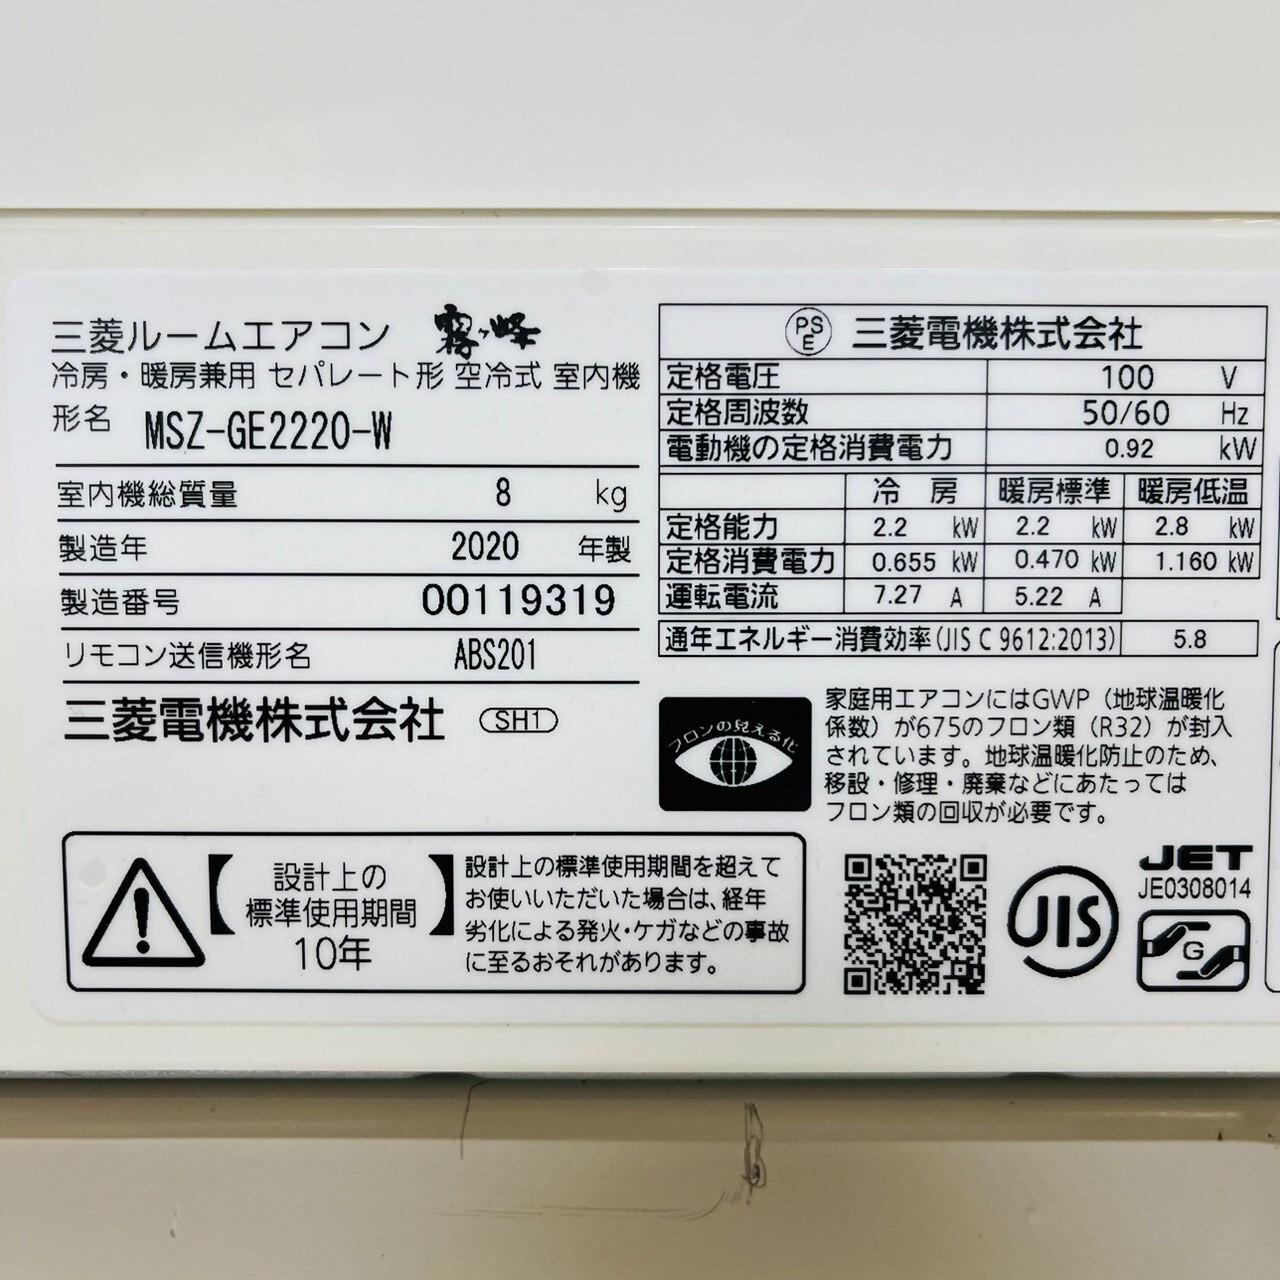 三菱ルームエアコン 霧ヶ峰
冷房・暖房兼用 セパレート形 空冷式 室内機
形名 MSZ-GE2220-W
室内機総質量 8 kg
製造年 2020 年製
製造番号 00119319
リモコン送信機形名 ABS201
三菱電機株式会社 SH1
設計上の
標準使用期間
10年
設計上の標準使用期間を超えて
お使いいただいた場合は、経年
劣化による発火・ケガなどの事故
に至るおそれがあります。
PSE 三菱電機株式会社
定格電圧 100 V
定格周波数 50/60 Hz
電動機の定格消費電力 0.92 kW
冷 房 暖房標準 暖房低温
定格能力 2.2 kW 2.2 kW 2.8 kW
定格消費電力 0.655 kW 0.470 kW 1.160 kW
運転電流 7.27 A 5.22 A
通年エネルギー消費効率(JIS C 9612:2013) 5.8
フロンの見える化
家庭用エアコンにはGWP（地球温暖化
係数）が675のフロン類（R32）が封入
されています。地球温暖化防止のため、
移設・修理・廃棄などにあたっては
フロン類の回収が必要です。
JIS
JET
JE0308014
G